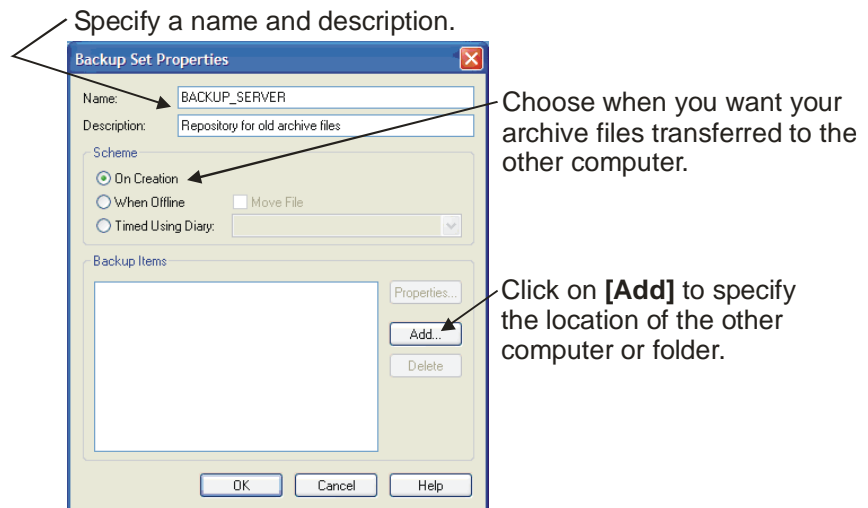 Specify a name and description.
Backup Set Properties
Name: BACKUP_SERVER
Description: Repository for old archive files
Choose when you want your
archive files transferred to the
other computer.
Scheme
On Creation
When Offline Move File
Timed Using Diary:
Backup Items
Properties...
Click on [Add] to specify
the location of the other
computer or folder.
Add...
Delete
OK Cancel Help